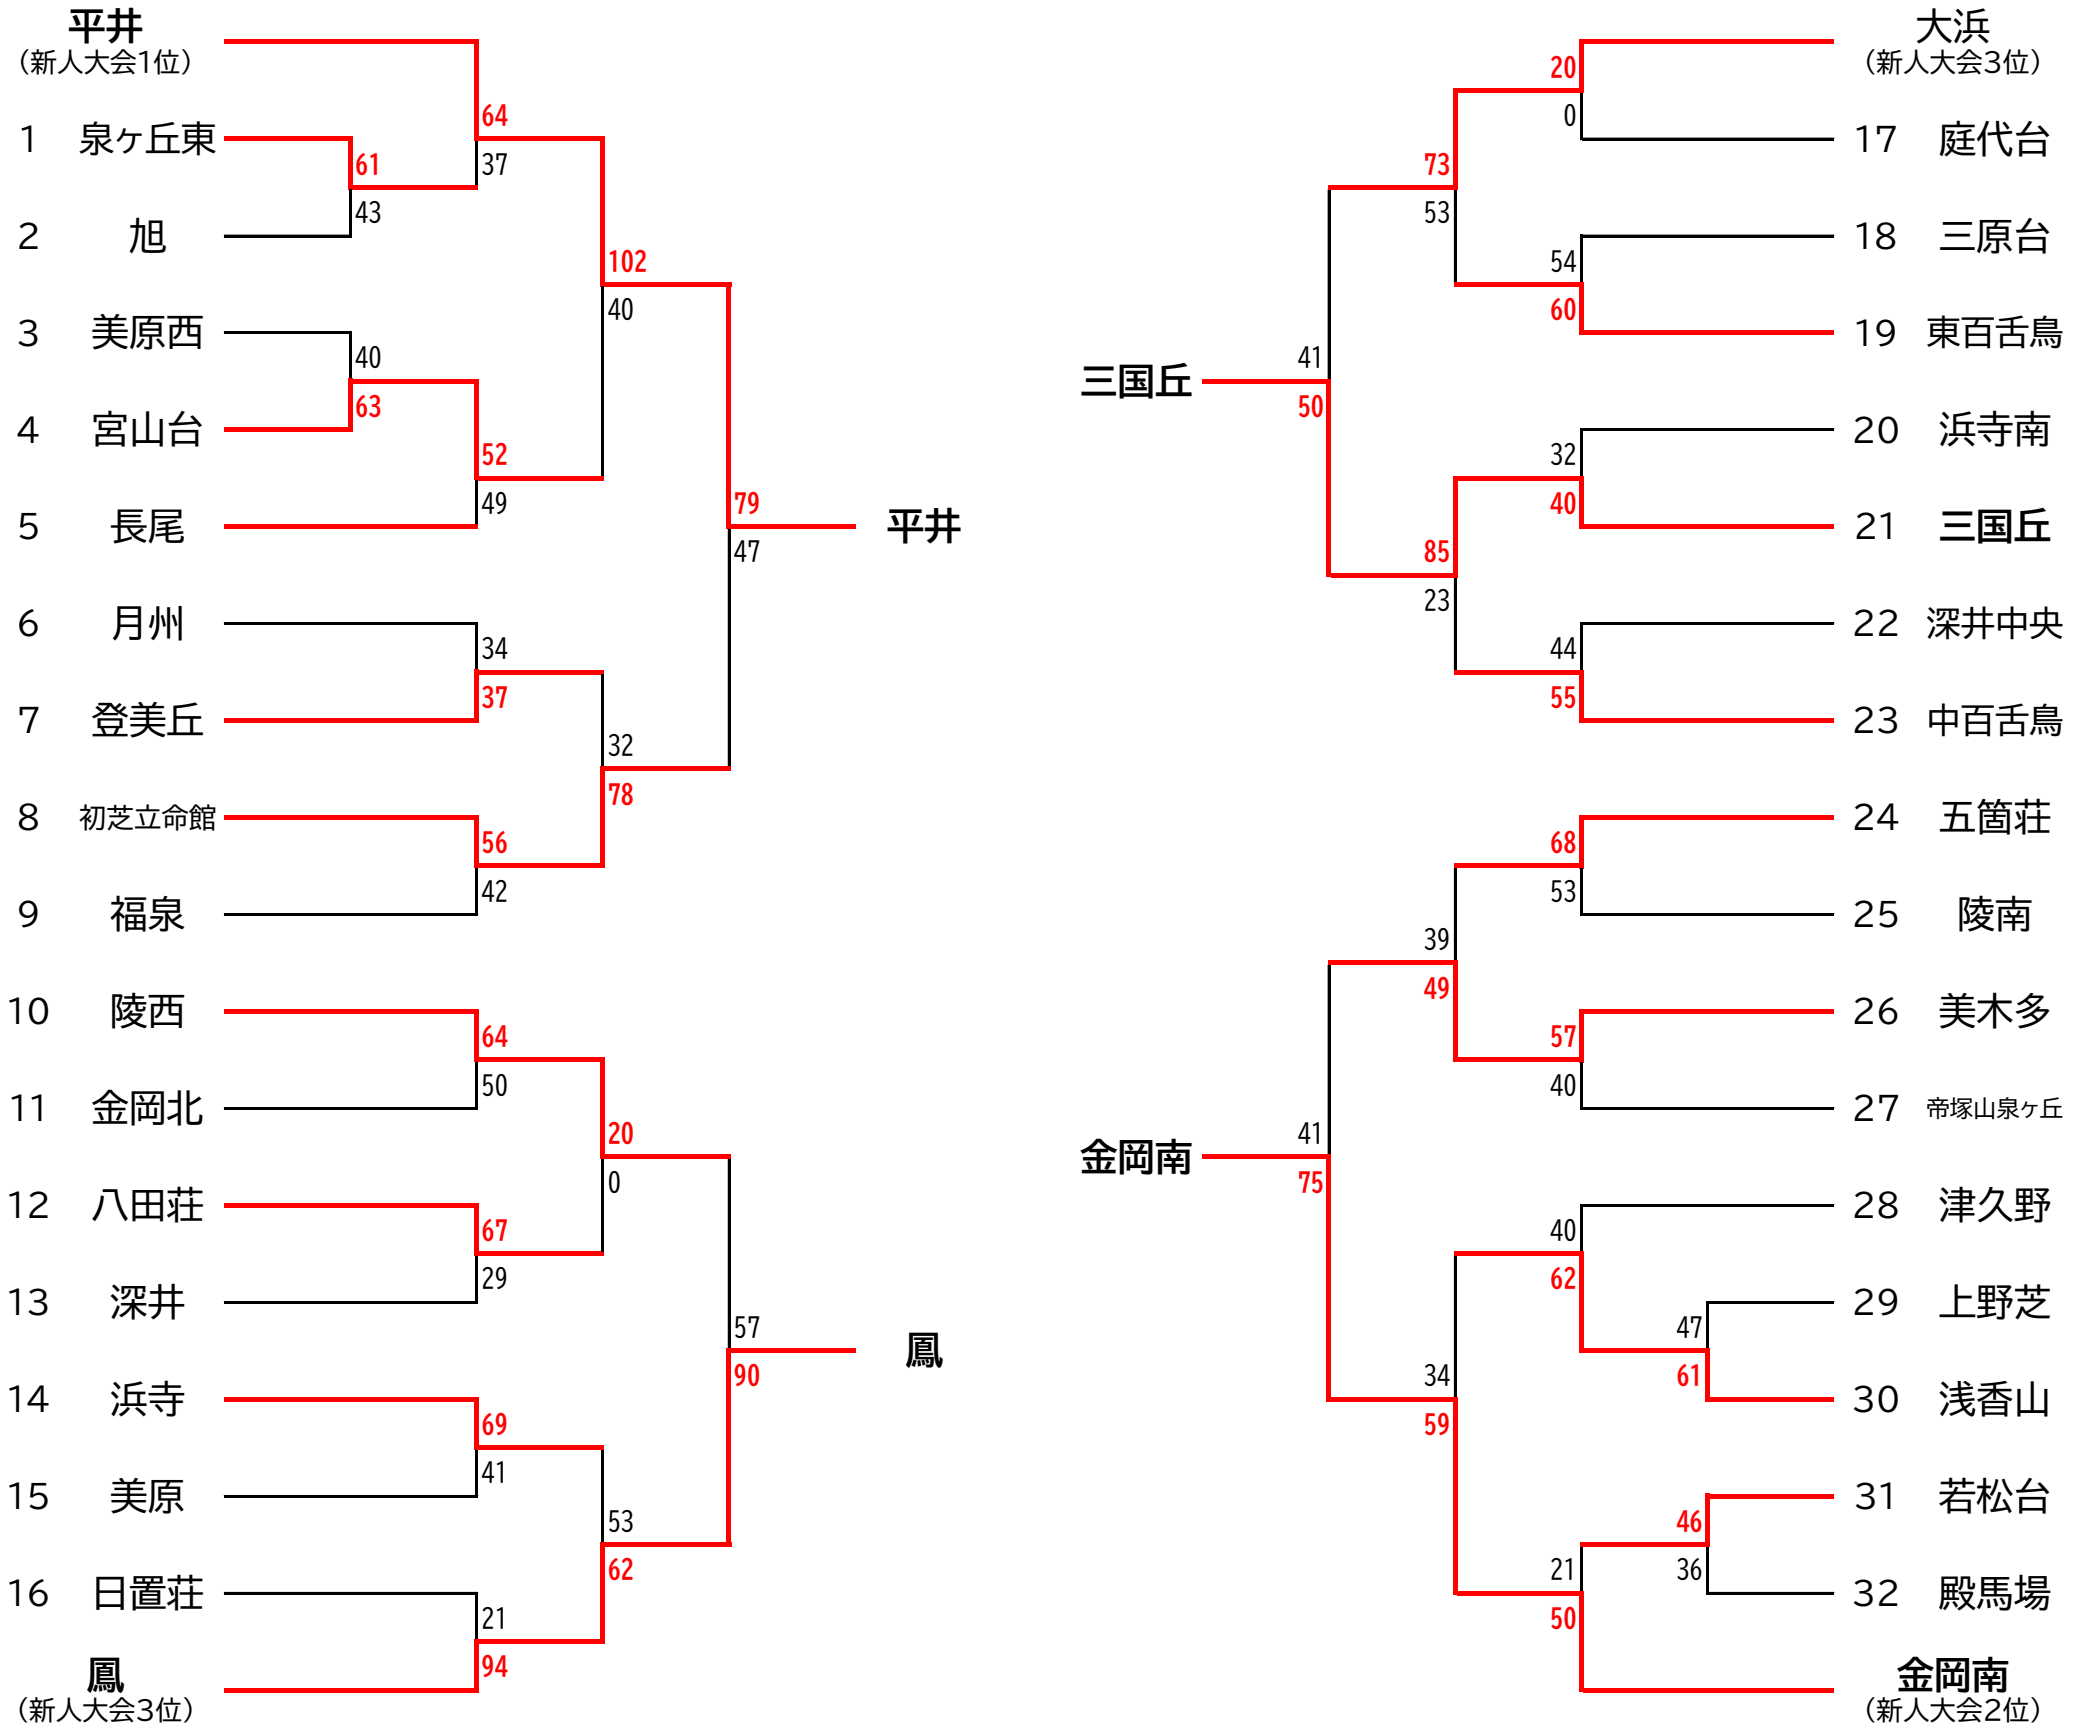 平井
（新人大会1位）
64
1 泉ヶ丘東
61
37
43
2 旭
102
40
3 美原西
40
63
4 宮山台
52
49
5 長尾
79
平井
47
6 月州
34
37
7 登美丘
32
78
8 初芝立命館
56
42
9 福泉
10 陵西
64
50
11 金岡北
20
0
12 八田荘
67
29
13 深井
57
鳳
90
14 浜寺
69
41
15 美原
53
62
16 日置荘
21
94
鳳
（新人大会3位）
大浜
（新人大会3位）
20
0
17 庭代台
73
53
18 三原台
54
60
19 東百舌鳥
41
三国丘
50
20 浜寺南
32
40
21 三国丘
85
23
22 深井中央
44
55
23 中百舌鳥
24 五箇荘
68
53
25 陵南
39
49
26 美木多
57
40
27 帝塚山泉ヶ丘
41
金岡南
75
28 津久野
40
62
29 上野芝
47
61
30 浅香山
34
59
31 若松台
46
36
21
50
32 殿馬場
金岡南
（新人大会2位）